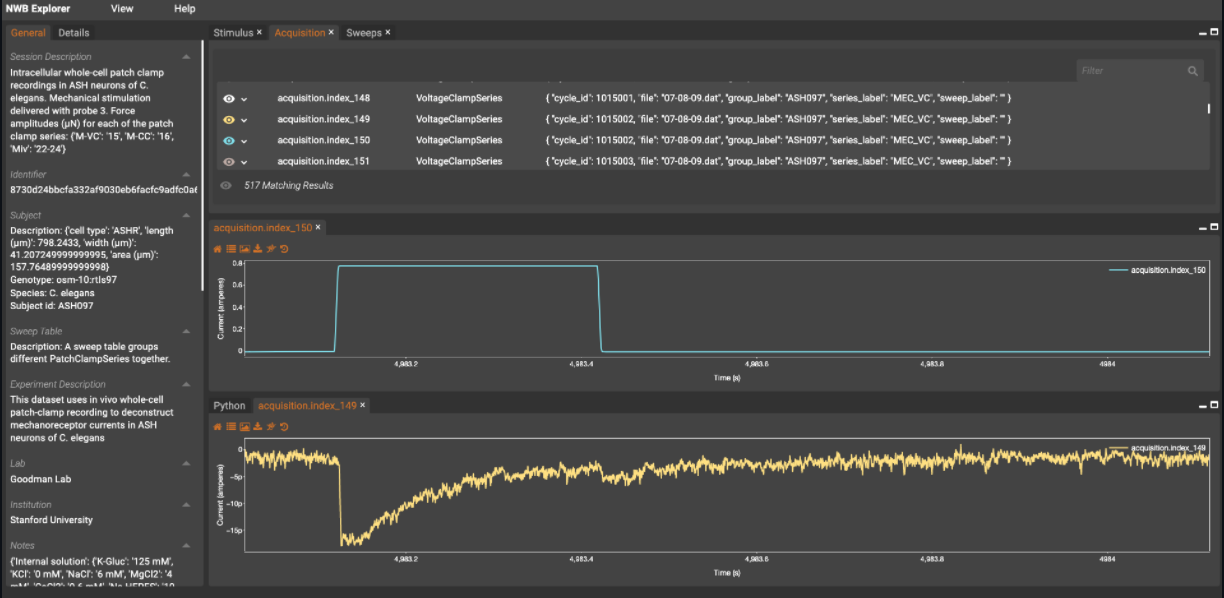 NWB Explorer View Help
General Details
Session Description
Intracellular whole-cell patch clamp
recordings in ASH neurons of C.
elegans. Mechanical stimulation
delivered with probe 3. Force
amplitudes (µN) for each of the patch
clamp series: {'M-VC': '15', 'M-CC': '16',
'Miv': '22-24'}
Identifier
8730d24bbcfa332af9030eb6facfc9adfc0a
Subject
Description: {'cell type': 'ASHR', 'length
(µm)': 798.2433, 'width (µm)':
41.207249999999995, 'area (µm)':
157.76489999999998}
Genotype: osm-10:rtIs97
Species: C. elegans
Subject id: ASH097
Sweep Table
Description: A sweep table groups
different PatchClampSeries together.
Experiment Description
This dataset uses in vivo whole-cell
patch-clamp recording to deconstruct
mechanoreceptor currents in ASH
neurons of C. elegans
Lab
Goodman Lab
Institution
Stanford University
Notes
{'Internal solution': {'K-Gluc': '125 mM',
'KCl': '0 mM', 'NaCl': '6 mM', 'MgCl2': '4
Stimulus × Acquisition × Sweeps ×
Filter
acquisition.index_148 VoltageClampSeries { "cycle_id": 1015001, "file": "07-08-09.dat", "group_label": "ASH097", "series_label": "MEC_VC", "sweep_label": "" }
acquisition.index_149 VoltageClampSeries { "cycle_id": 1015002, "file": "07-08-09.dat", "group_label": "ASH097", "series_label": "MEC_VC", "sweep_label": "" }
acquisition.index_150 VoltageClampSeries { "cycle_id": 1015002, "file": "07-08-09.dat", "group_label": "ASH097", "series_label": "MEC_VC", "sweep_label": "" }
acquisition.index_151 VoltageClampSeries { "cycle_id": 1015003, "file": "07-08-09.dat", "group_label": "ASH097", "series_label": "MEC_VC", "sweep_label": "" }
517 Matching Results
acquisition.index_150 ×
Current (amperes)
0.8
0.6
0.4
0.2
0
acquisition.index_150
4,983.2 4,983.4 4,983.6 4,983.8 4984
Time (s)
Python acquisition.index_149 ×
Current (amperes)
0
−5p
−10p
−15p
acquisition.index_149
4,983.2 4,983.4 4,983.6 4,983.8 4984
Time (s)